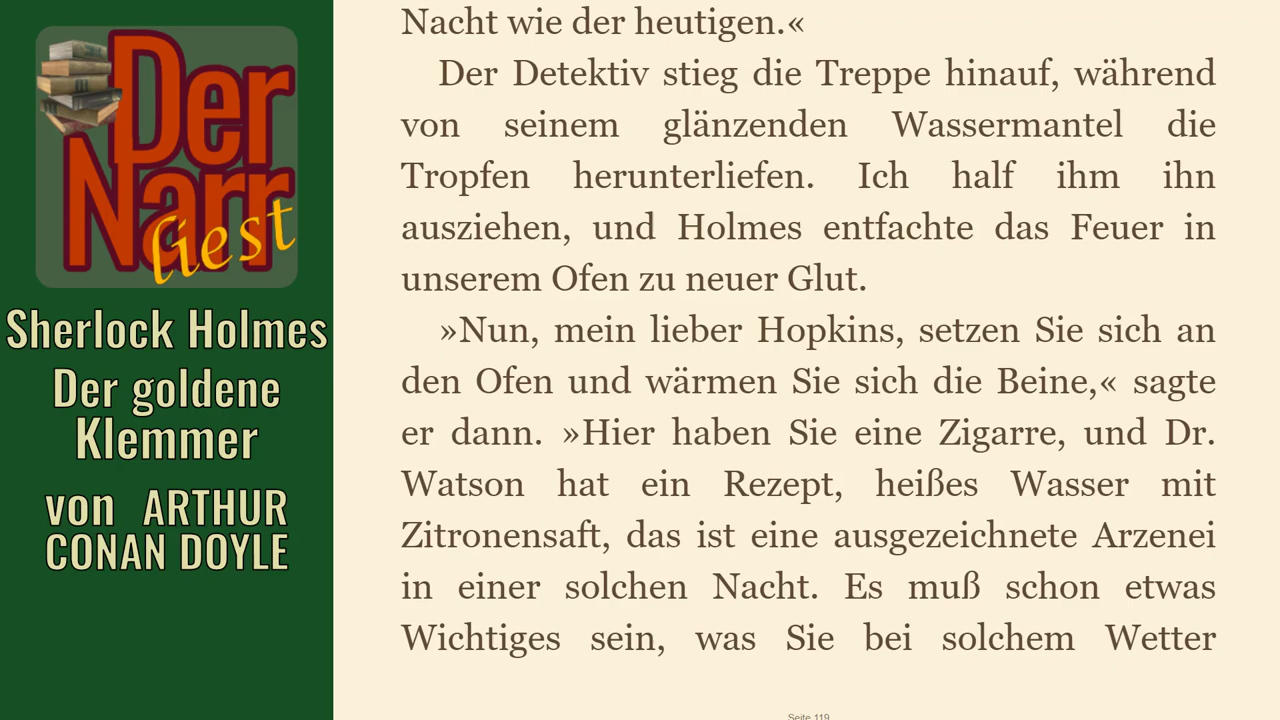 Der
Narr
liest
Sherlock Holmes
Der goldene
Klemmer
von ARTHUR
CONAN DOYLE
Nacht wie der heutigen.«
Der Detektiv stieg die Treppe hinauf, während
von seinem glänzenden Wassermantel die
Tropfen herunterliefen. Ich half ihm ihn
ausziehen, und Holmes entfachte das Feuer in
unserem Ofen zu neuer Glut.
»Nun, mein lieber Hopkins, setzen Sie sich an
den Ofen und wärmen Sie sich die Beine,« sagte
er dann. »Hier haben Sie eine Zigarre, und Dr.
Watson hat ein Rezept, heißes Wasser mit
Zitronensaft, das ist eine ausgezeichnete Arzenei
in einer solchen Nacht. Es muß schon etwas
Wichtiges sein, was Sie bei solchem Wetter
Seite 119